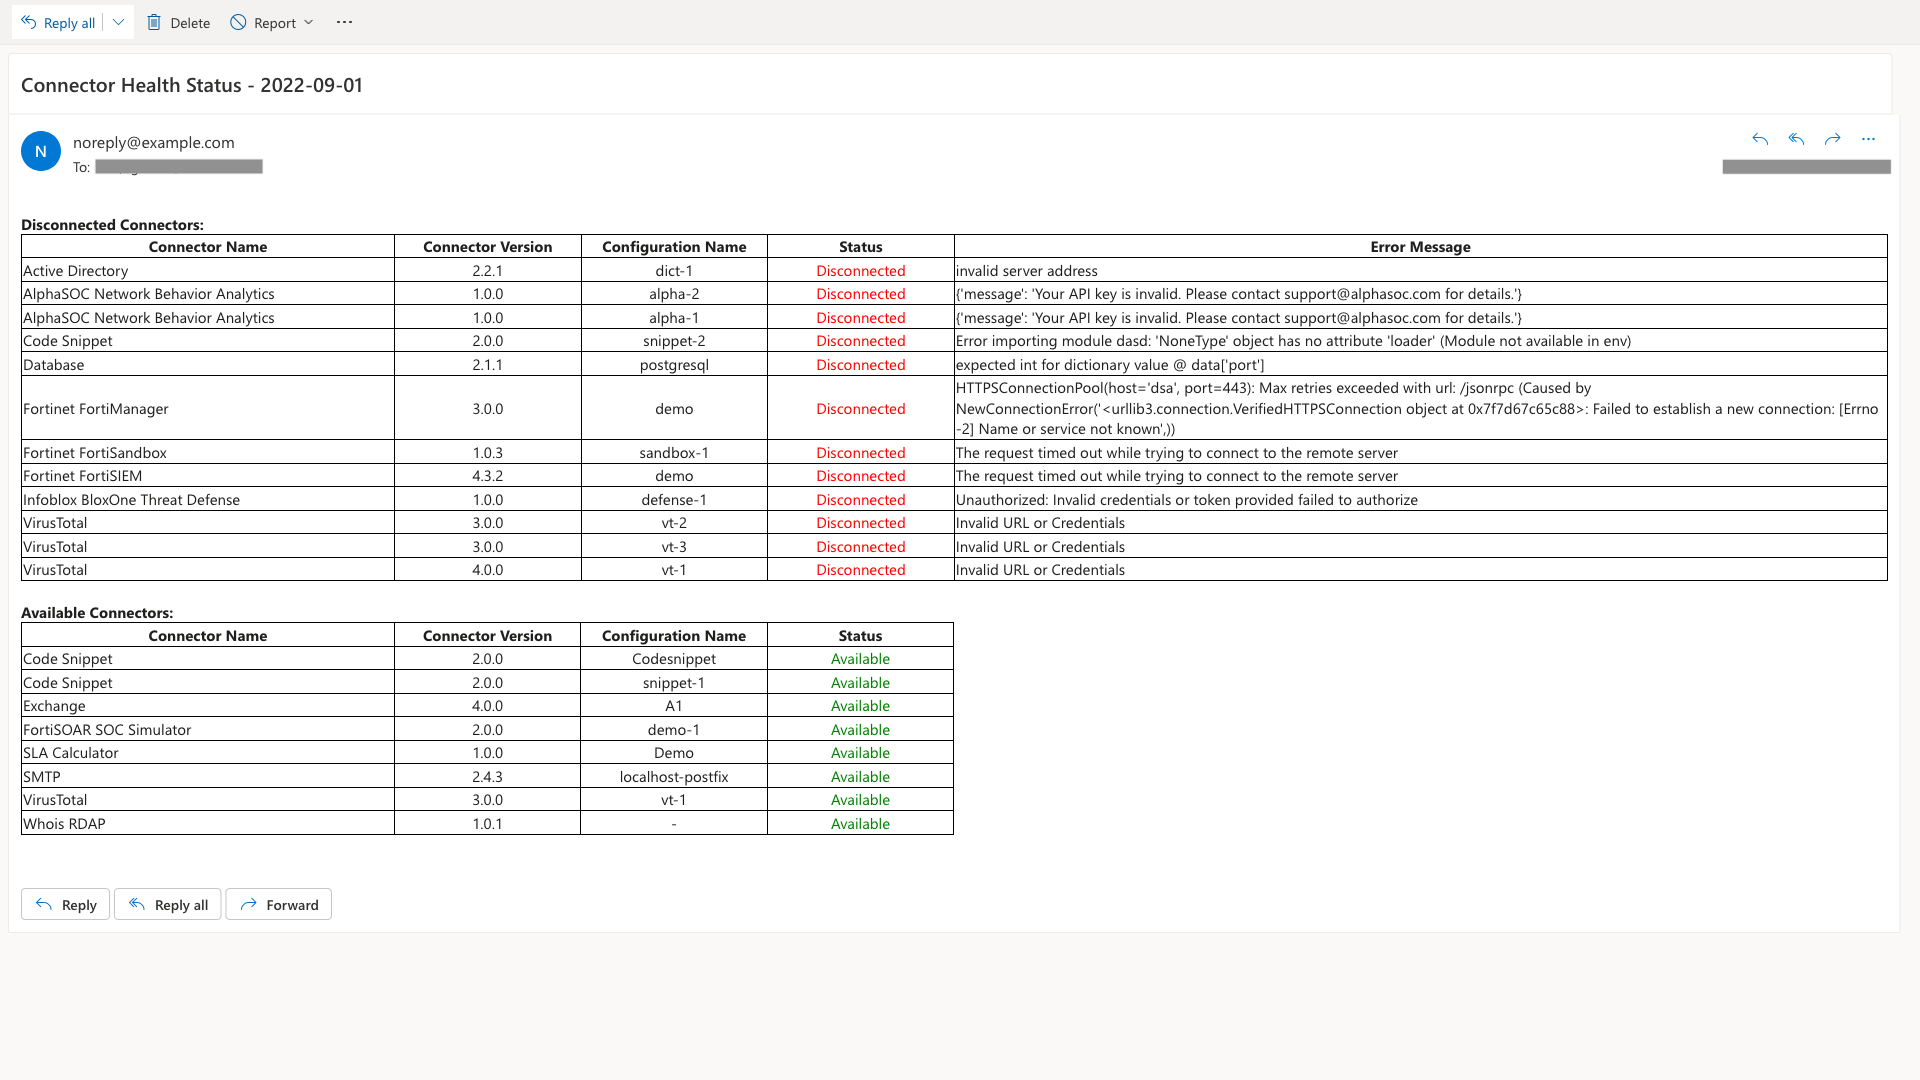 Reply all Delete Report
Connector Health Status - 2022-09-01
N
noreply@example.com
To:
Disconnected Connectors:
Connector Name Connector Version Configuration Name Status Error Message
Active Directory 2.2.1 dict-1 Disconnected invalid server address
AlphaSOC Network Behavior Analytics 1.0.0 alpha-2 Disconnected {'message': 'Your API key is invalid. Please contact support@alphasoc.com for details.'}
AlphaSOC Network Behavior Analytics 1.0.0 alpha-1 Disconnected {'message': 'Your API key is invalid. Please contact support@alphasoc.com for details.'}
Code Snippet 2.0.0 snippet-2 Disconnected Error importing module dasd: 'NoneType' object has no attribute 'loader' (Module not available in env)
Database 2.1.1 postgresql Disconnected expected int for dictionary value @ data['port']
Fortinet FortiManager 3.0.0 demo Disconnected HTTPSConnectionPool(host='dsa', port=443): Max retries exceeded with url: /jsonrpc (Caused by
NewConnectionError('<urllib3.connection.VerifiedHTTPSConnection object at 0x7f7d67c65c88>: Failed to establish a new connection: [Errno
-2] Name or service not known',))
Fortinet FortiSandbox 1.0.3 sandbox-1 Disconnected The request timed out while trying to connect to the remote server
Fortinet FortiSIEM 4.3.2 demo Disconnected The request timed out while trying to connect to the remote server
Infoblox BloxOne Threat Defense 1.0.0 defense-1 Disconnected Unauthorized: Invalid credentials or token provided failed to authorize
VirusTotal 3.0.0 vt-2 Disconnected Invalid URL or Credentials
VirusTotal 3.0.0 vt-3 Disconnected Invalid URL or Credentials
VirusTotal 4.0.0 vt-1 Disconnected Invalid URL or Credentials
Available Connectors:
Connector Name Connector Version Configuration Name Status
Code Snippet 2.0.0 Codesnippet Available
Code Snippet 2.0.0 snippet-1 Available
Exchange 4.0.0 A1 Available
FortiSOAR SOC Simulator 2.0.0 demo-1 Available
SLA Calculator 1.0.0 Demo Available
SMTP 2.4.3 localhost-postfix Available
VirusTotal 3.0.0 vt-1 Available
Whois RDAP 1.0.1 - Available
Reply Reply all Forward